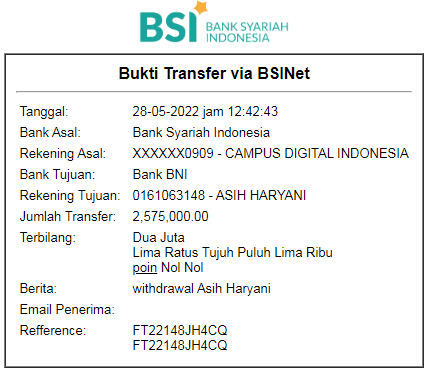 BSI BANK SYARIAH
INDONESIA
Bukti Transfer via BSINet
Tanggal: 28-05-2022 jam 12:42:43
Bank Asal: Bank Syariah Indonesia
Rekening Asal: XXXXXX0909 - CAMPUS DIGITAL INDONESIA
Bank Tujuan: Bank BNI
Rekening Tujuan: 0161063148 - ASIH HARYANI
Jumlah Transfer: 2,575,000.00
Terbilang: Dua Juta
Lima Ratus Tujuh Puluh Lima Ribu
poin Nol Nol
Berita: withdrawal Asih Haryani
Email Penerima:
Refference: FT22148JH4CQ
FT22148JH4CQ